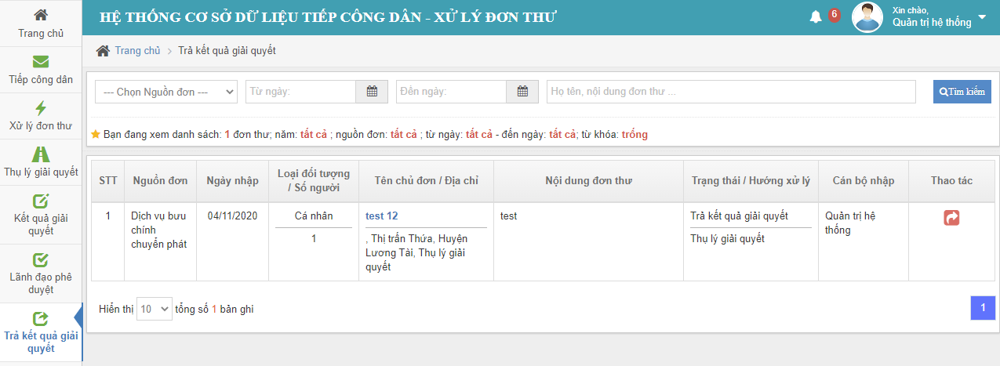 HỆ THỐNG CƠ SỞ DỮ LIỆU TIẾP CÔNG DÂN - XỬ LÝ ĐƠN THƯ
6
Xin chào,
Quản trị hệ thống
Trang chủ
Tiếp công dân
Xử lý đơn thư
Thụ lý giải quyết
Kết quả giải
quyết
Lãnh đạo phê
duyệt
Trả kết quả giải
quyết
Trang chủ > Trả kết quả giải quyết
--- Chọn Nguồn đơn --- Từ ngày: Đến ngày: Họ tên, nội dung đơn thư ... Tìm kiếm
Bạn đang xem danh sách: 1 đơn thư; năm: tất cả ; nguồn đơn: tất cả ; từ ngày: tất cả - đến ngày: tất cả; từ khóa: trống
STT Nguồn đơn Ngày nhập Loại đối tượng
/ Số người Tên chủ đơn / Địa chỉ Nội dung đơn thư Trạng thái / Hướng xử lý Cán bộ nhập Thao tác
1
Dịch vụ bưu
chính
chuyển phát
04/11/2020
Cá nhân
1
test 12
, Thị trấn Thứa, Huyện
Lương Tài, Thụ lý giải
quyết
test
Trả kết quả giải quyết
Thụ lý giải quyết
Quản trị hệ
thống
Hiển thị 10 tổng số 1 bản ghi
1